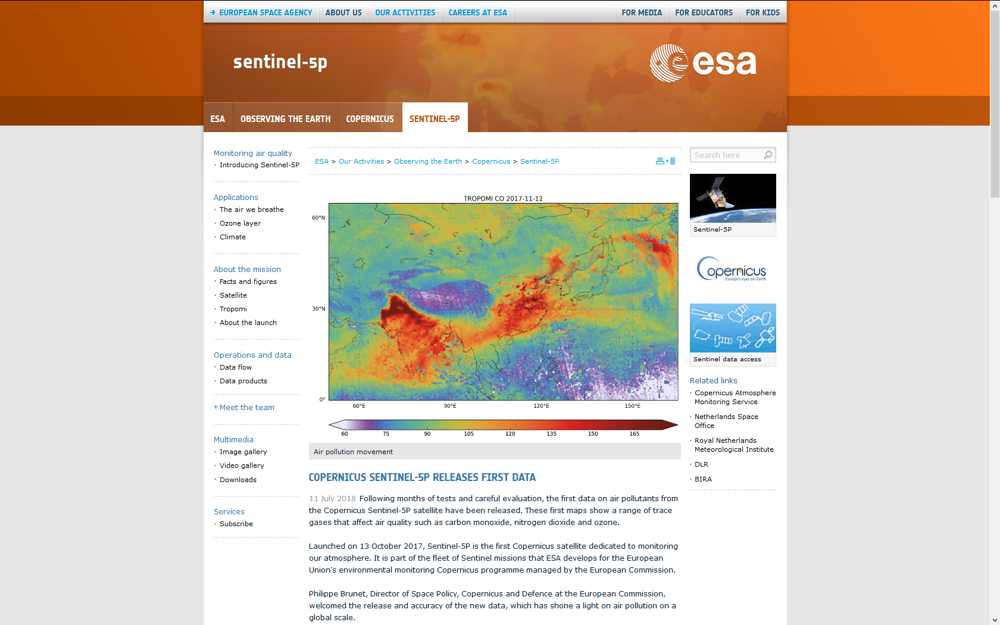 EUROPEAN SPACE AGENCY
ABOUT US
OUR ACTIVITIES
CAREERS AT ESA
FOR MEDIA
FOR EDUCATORS
FOR KIDS
sentinel-5p
esa
ESA
OBSERVING THE EARTH
COPERNICUS
SENTINEL-5P
Monitoring air quality
· Introducing Sentinel-5P
Applications
· The air we breathe
· Ozone layer
· Climate
About the mission
· Facts and figures
· Satellite
· Tropomi
· About the launch
Operations and data
· Data flow
· Data products
+ Meet the team
Multimedia
· Image gallery
· Video gallery
· Downloads
Services
· Subscribe
ESA > Our Activities > Observing the Earth > Copernicus > Sentinel-5P
TROPOMI CO 2017-11-12
60°N
30°N
0°
60°E 90°E 120°E 150°E
60 75 90 105 120 135 150 165
Air pollution movement
COPERNICUS SENTINEL-5P RELEASES FIRST DATA
11 July 2018 Following months of tests and careful evaluation, the first data on air pollutants from
the Copernicus Sentinel-5P satellite have been released. These first maps show a range of trace
gases that affect air quality such as carbon monoxide, nitrogen dioxide and ozone.
Launched on 13 October 2017, Sentinel-5P is the first Copernicus satellite dedicated to monitoring
our atmosphere. It is part of the fleet of Sentinel missions that ESA develops for the European
Union's environmental monitoring Copernicus programme managed by the European Commission.
Philippe Brunet, Director of Space Policy, Copernicus and Defence at the European Commission,
welcomed the release and accuracy of the new data, which has shone a light on air pollution on a
global scale.
Search here
Sentinel-5P
Copernicus
Europe's eyes on Earth
Sentinel data access
Related links
· Copernicus Atmosphere
Monitoring Service
· Netherlands Space
Office
· Royal Netherlands
Meteorological Institute
· DLR
· BIRA